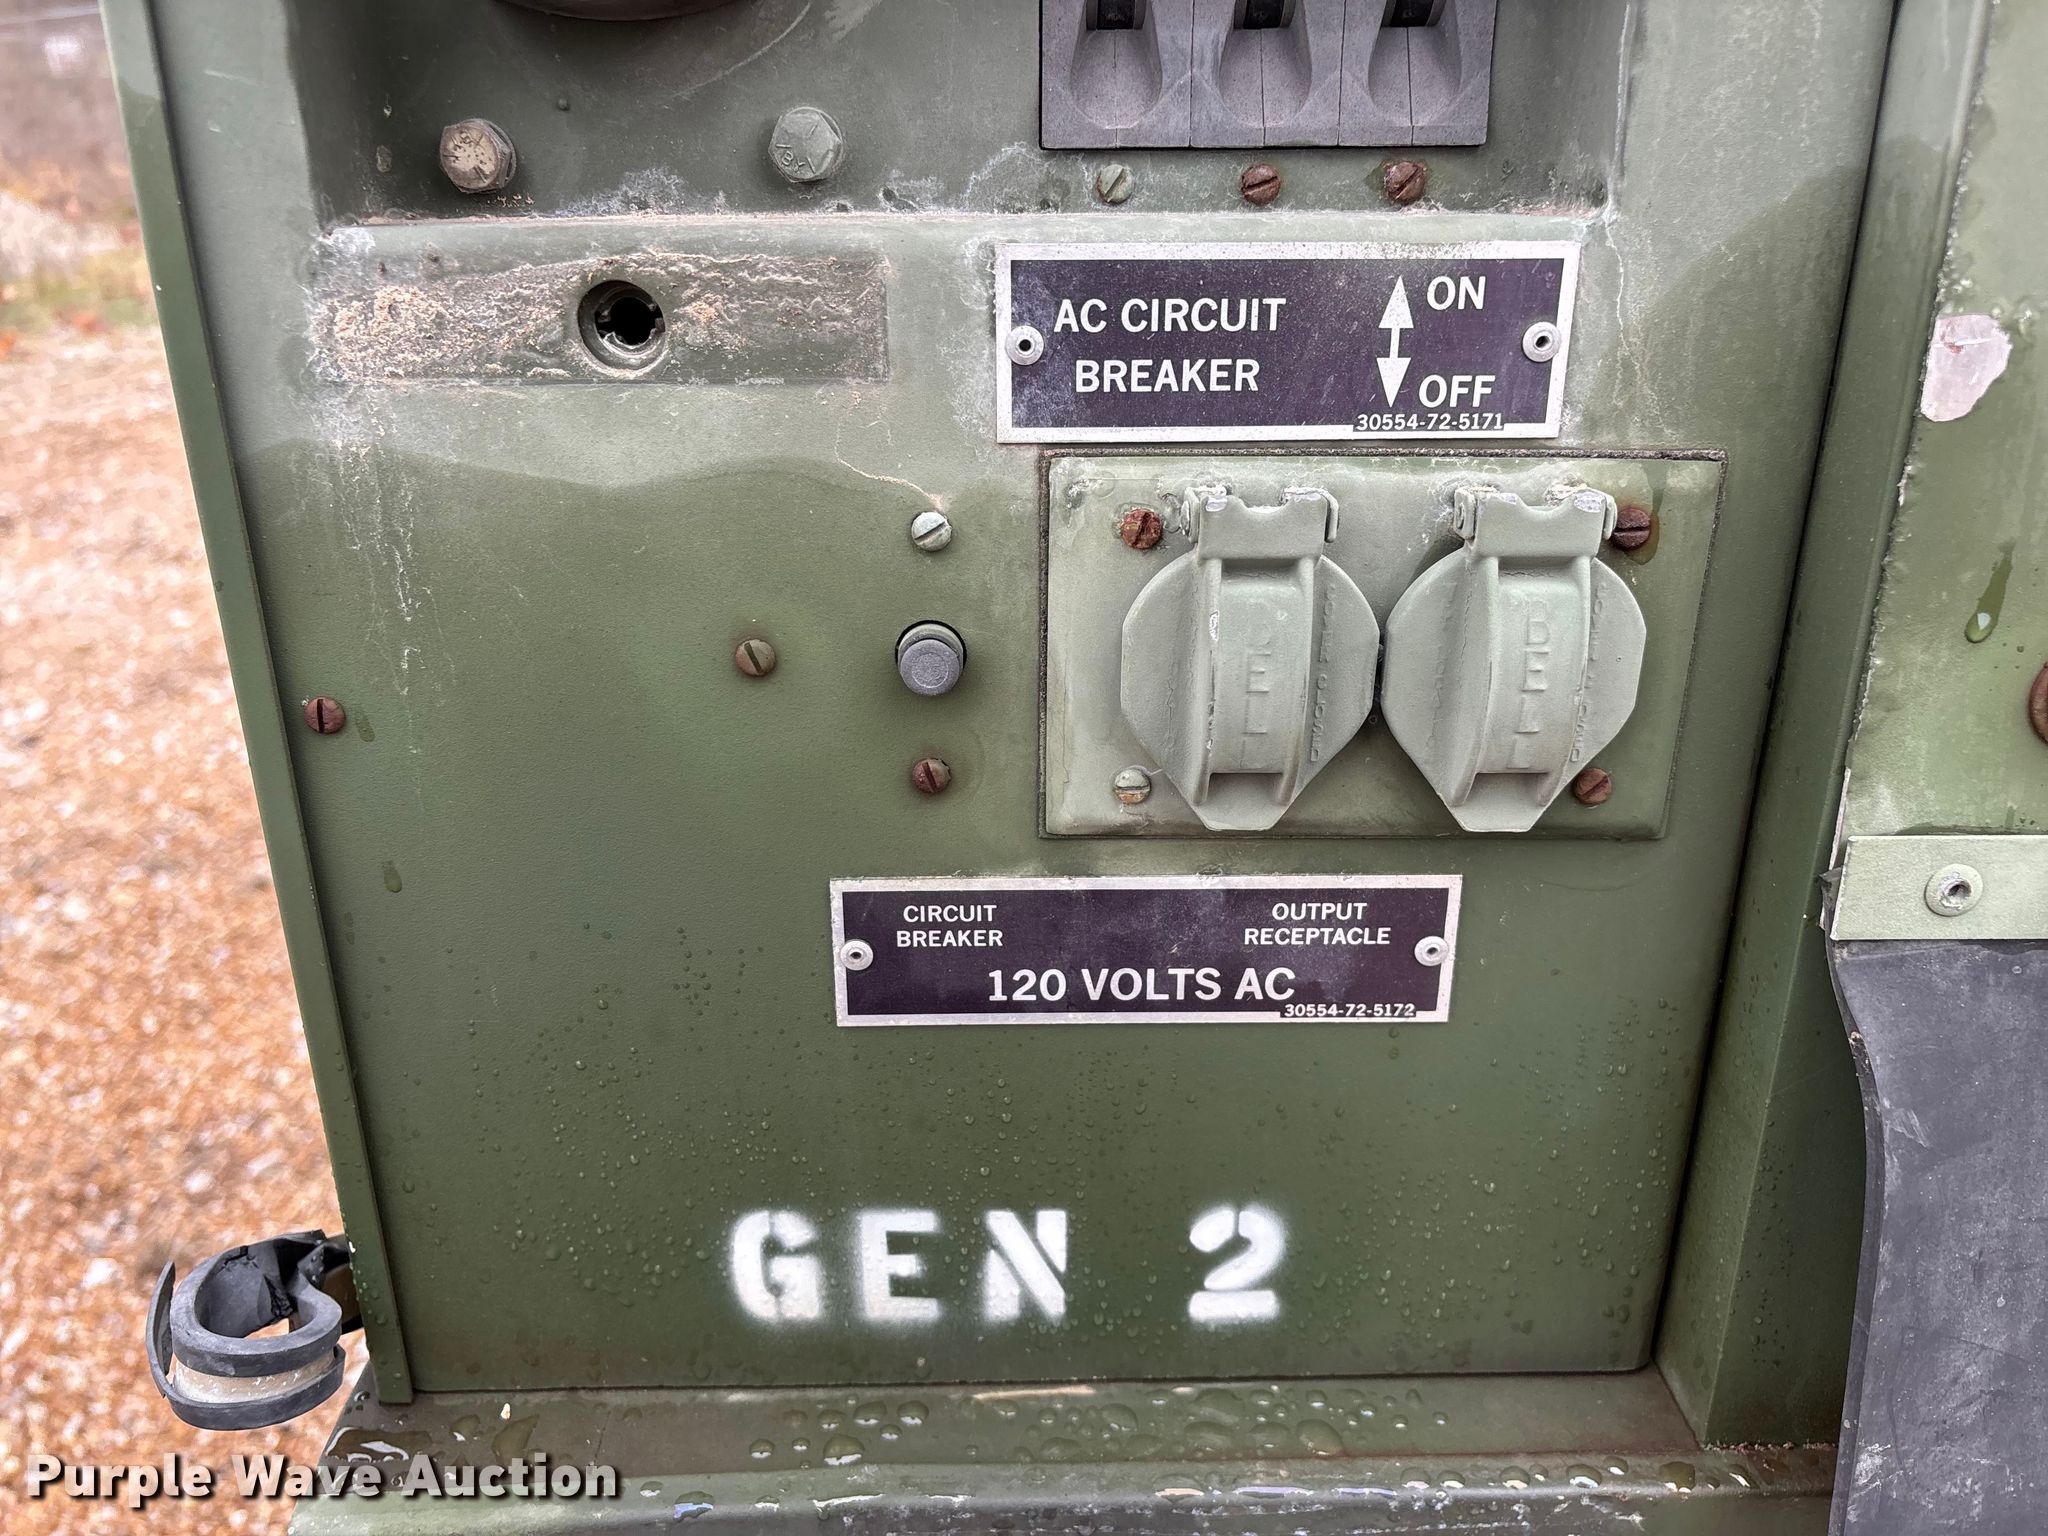 AC CIRCUIT
BREAKER
ON
OFF
30554-72-5171
BELL
BELL
CIRCUIT
BREAKER
OUTPUT
RECEPTACLE
120 VOLTS AC
30554-72-5172
GEN 2
Purple Wave Auction